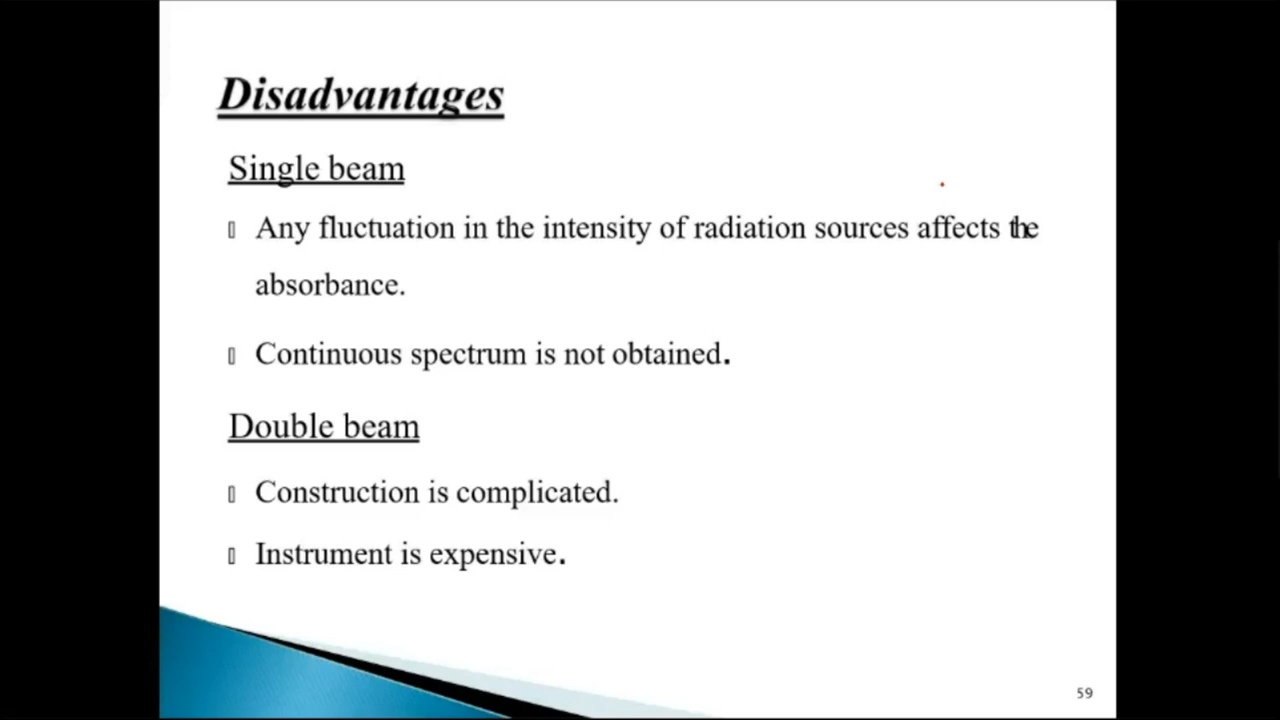 Disadvantages
Single beam
Any fluctuation in the intensity of radiation sources affects the
absorbance.
Continuous spectrum is not obtained.
Double beam
Construction is complicated.
Instrument is expensive.
59